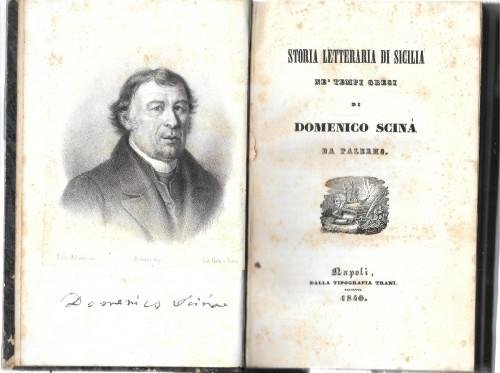 Domenico Scinà
STORIA LETTERARIA DI SICILIA
NE' TEMPI GRECI
DI
DOMENICO SCINÀ
DA PALERMO.
Napoli,
DALLA TIPOGRAFIA TRANI.
1840.